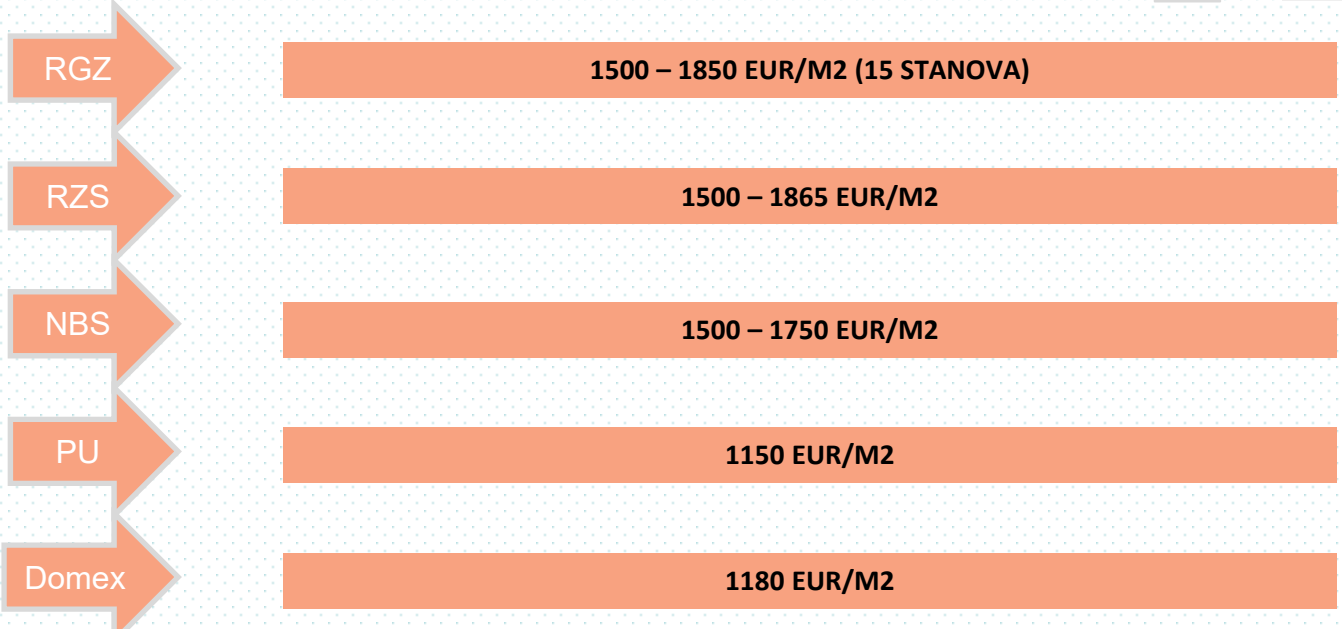 RGZ
1500 – 1850 EUR/M2 (15 STANOVA)
RZS
1500 – 1865 EUR/M2
NBS
1500 – 1750 EUR/M2
PU
1150 EUR/M2
Domex
1180 EUR/M2